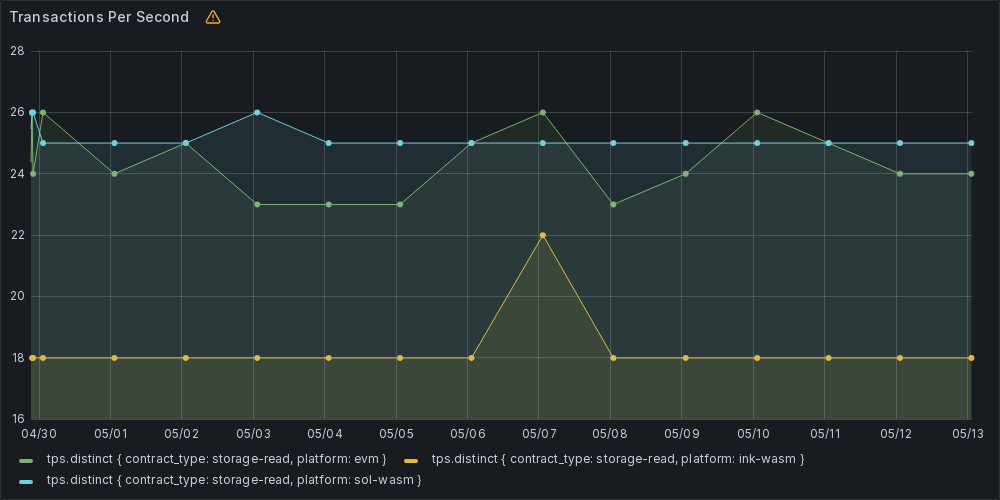 Transactions Per Second
28
26
24
22
20
18
16
04/30 05/01 05/02 05/03 05/04 05/05 05/06 05/07 05/08 05/09 05/10 05/11 05/12 05/13
tps.distinct { contract_type: storage-read, platform: evm } tps.distinct { contract_type: storage-read, platform: ink-wasm }
tps.distinct { contract_type: storage-read, platform: sol-wasm }